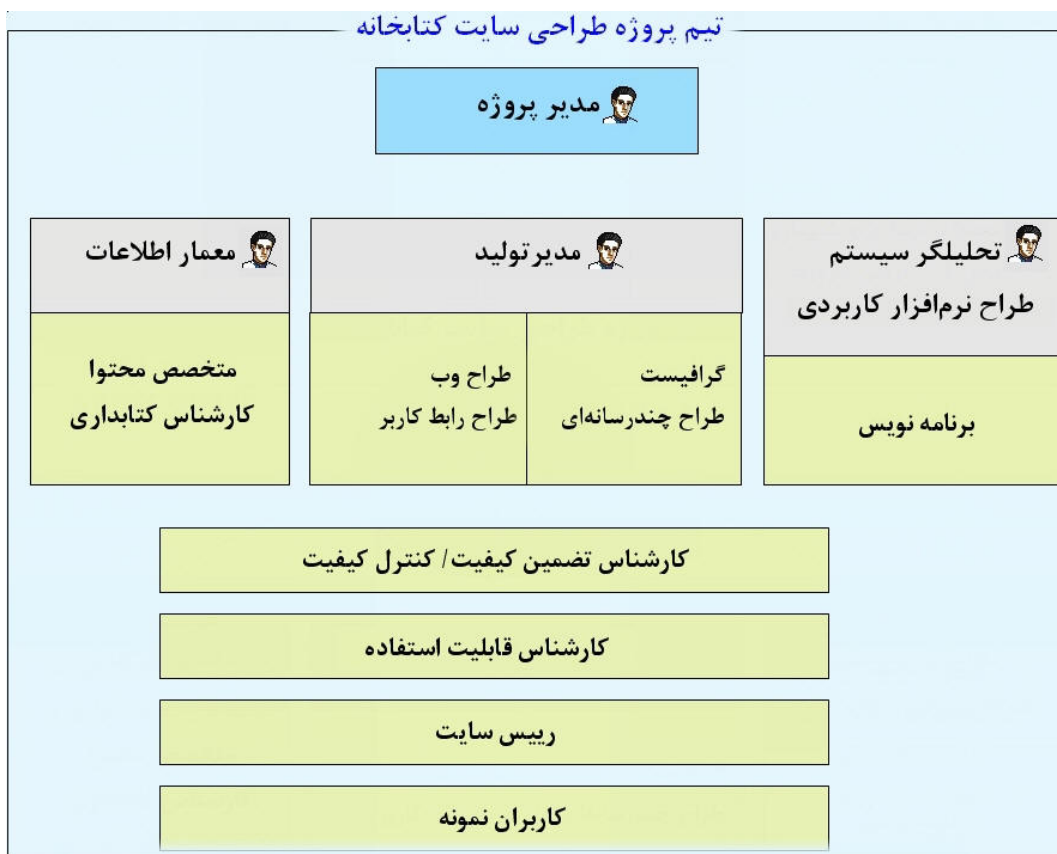 تیم پروژه طراحی سایت کتابخانه
مدیر پروژه
تحلیلگر سیستم
طراح نرم‌افزار کاربردی
برنامه نویس
مدیر تولید
گرافیست
طراح چندرسانه‌ای
طراح وب
طراح رابط کاربر
معمار اطلاعات
متخصص محتوا
کارشناس کتابداری
کارشناس تضمین کیفیت/ کنترل کیفیت
کارشناس قابلیت استفاده
رییس سایت
کاربران نمونه